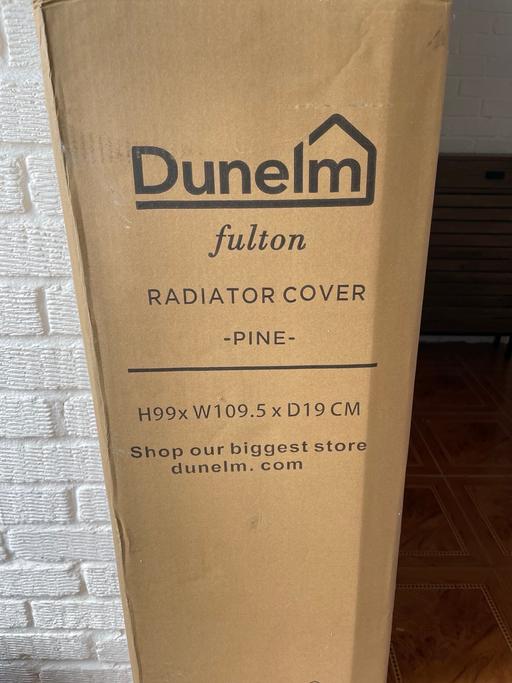 Dunelm
fulton
RADIATOR COVER
-PINE-
H99x W109.5 x D19 CM
Shop our biggest store
dunelm. com